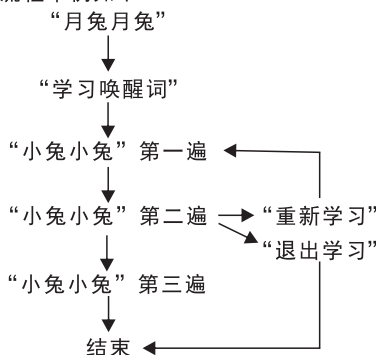 “月兔月兔”
“学习唤醒词”
“小兔小兔”第一遍
“小兔小兔”第二遍
“重新学习”
“退出学习”
“小兔小兔”第三遍
结束